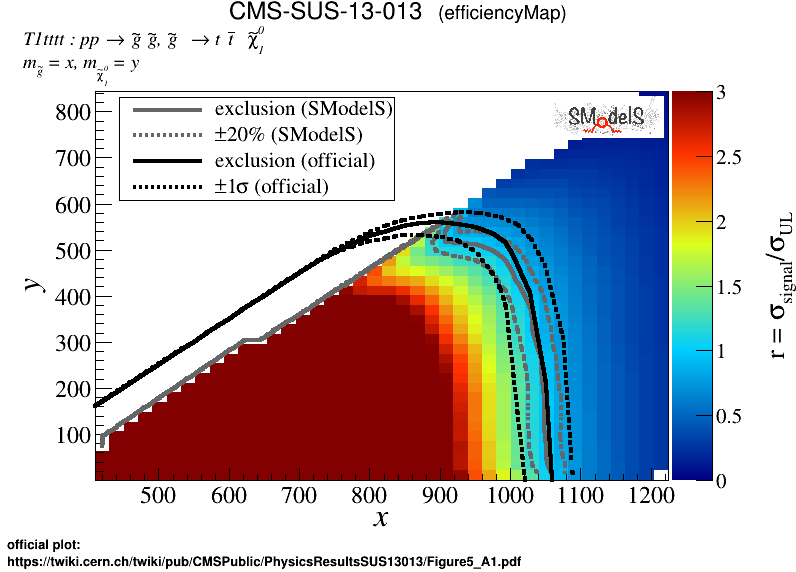 CMS-SUS-13-013 (efficiencyMap)
T1tttt : pp → g̃ g̃, g̃ → t t̄ χ̃⁰₁
m_g̃ = x, m_χ̃⁰₁ = y
exclusion (SModelS)
±20% (SModelS)
exclusion (official)
±1σ (official)
SModelS
800
700
600
500
400
300
200
100
y
500 600 700 800 900 1000 1100 1200
x
3
2.5
2
1.5
1
0.5
0
r = σ_signal/σ_UL
official plot:
https://twiki.cern.ch/twiki/pub/CMSPublic/PhysicsResultsSUS13013/Figure5_A1.pdf